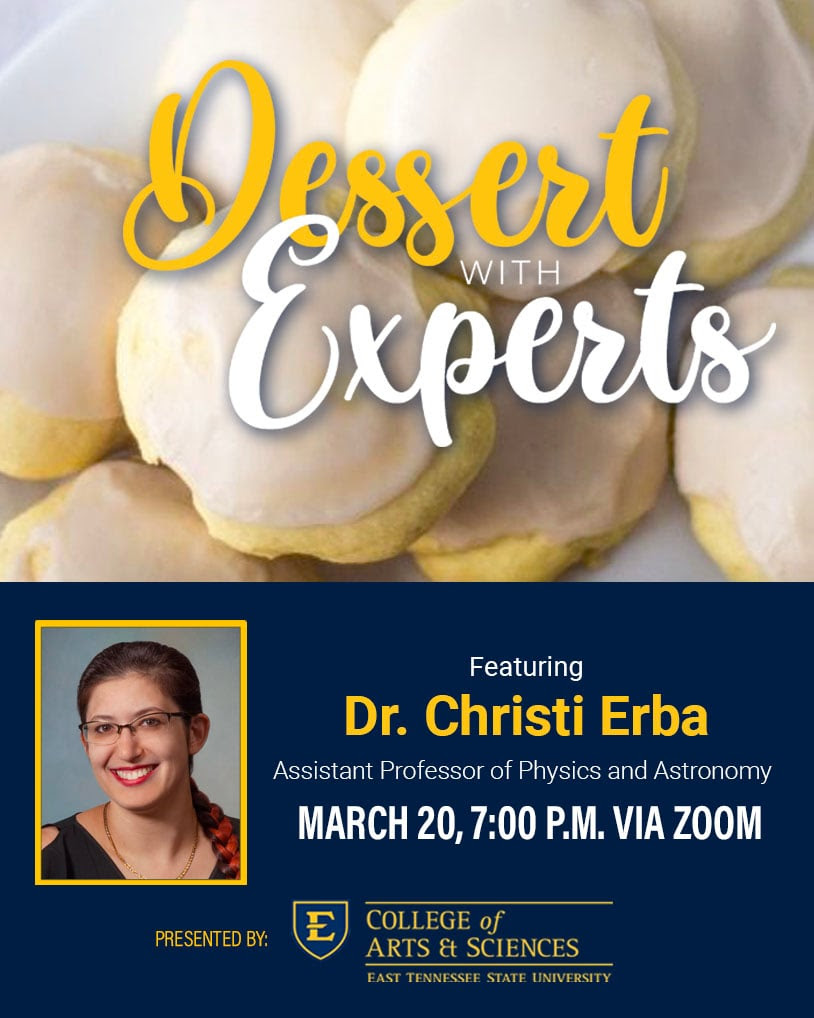 Dessert
WITH
Experts
Featuring
Dr. Christi Erba
Assistant Professor of Physics and Astronomy
MARCH 20, 7:00 P.M. VIA ZOOM
PRESENTED BY:
E
COLLEGE of
ARTS & SCIENCES
EAST TENNESSEE STATE UNIVERSITY